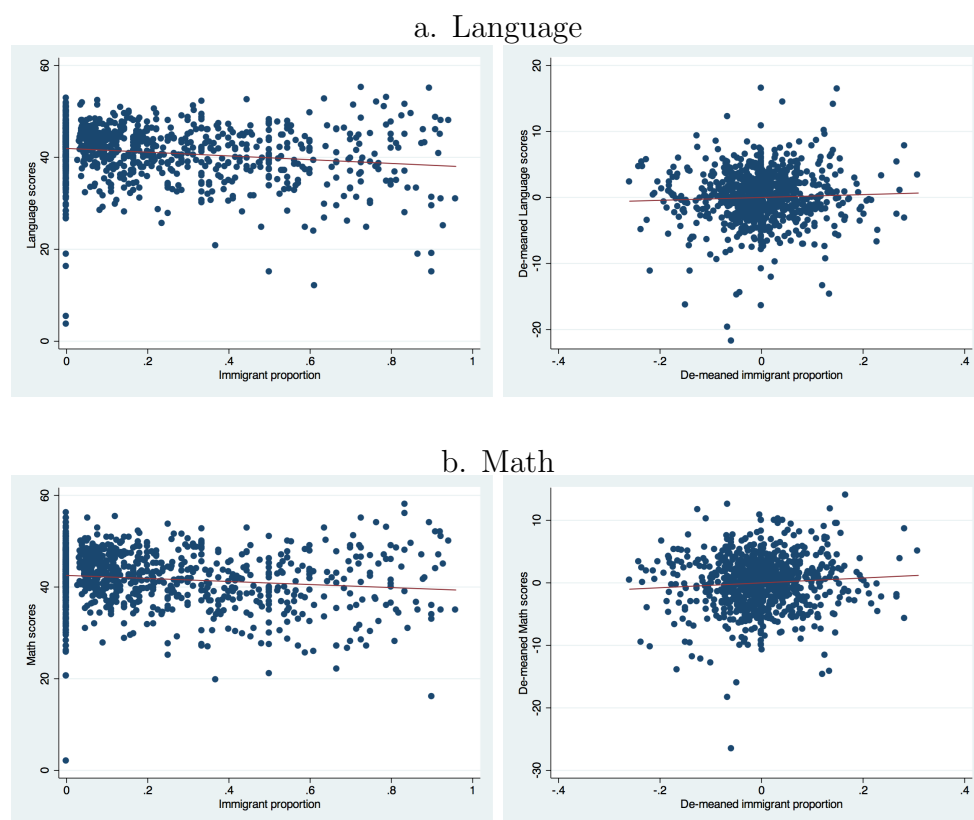 a. Language
Language scores
60
40
20
0
0 .2 .4 .6 .8 1
Immigrant proportion
De-meaned Language scores
20
10
0
-10
-20
-.4 -.2 0 .2 .4
De-meaned immigrant proportion
b. Math
Math scores
60
40
20
0
0 .2 .4 .6 .8 1
Immigrant proportion
De-meaned Math scores
10
0
-10
-20
-30
-.4 -.2 0 .2 .4
De-meaned immigrant proportion